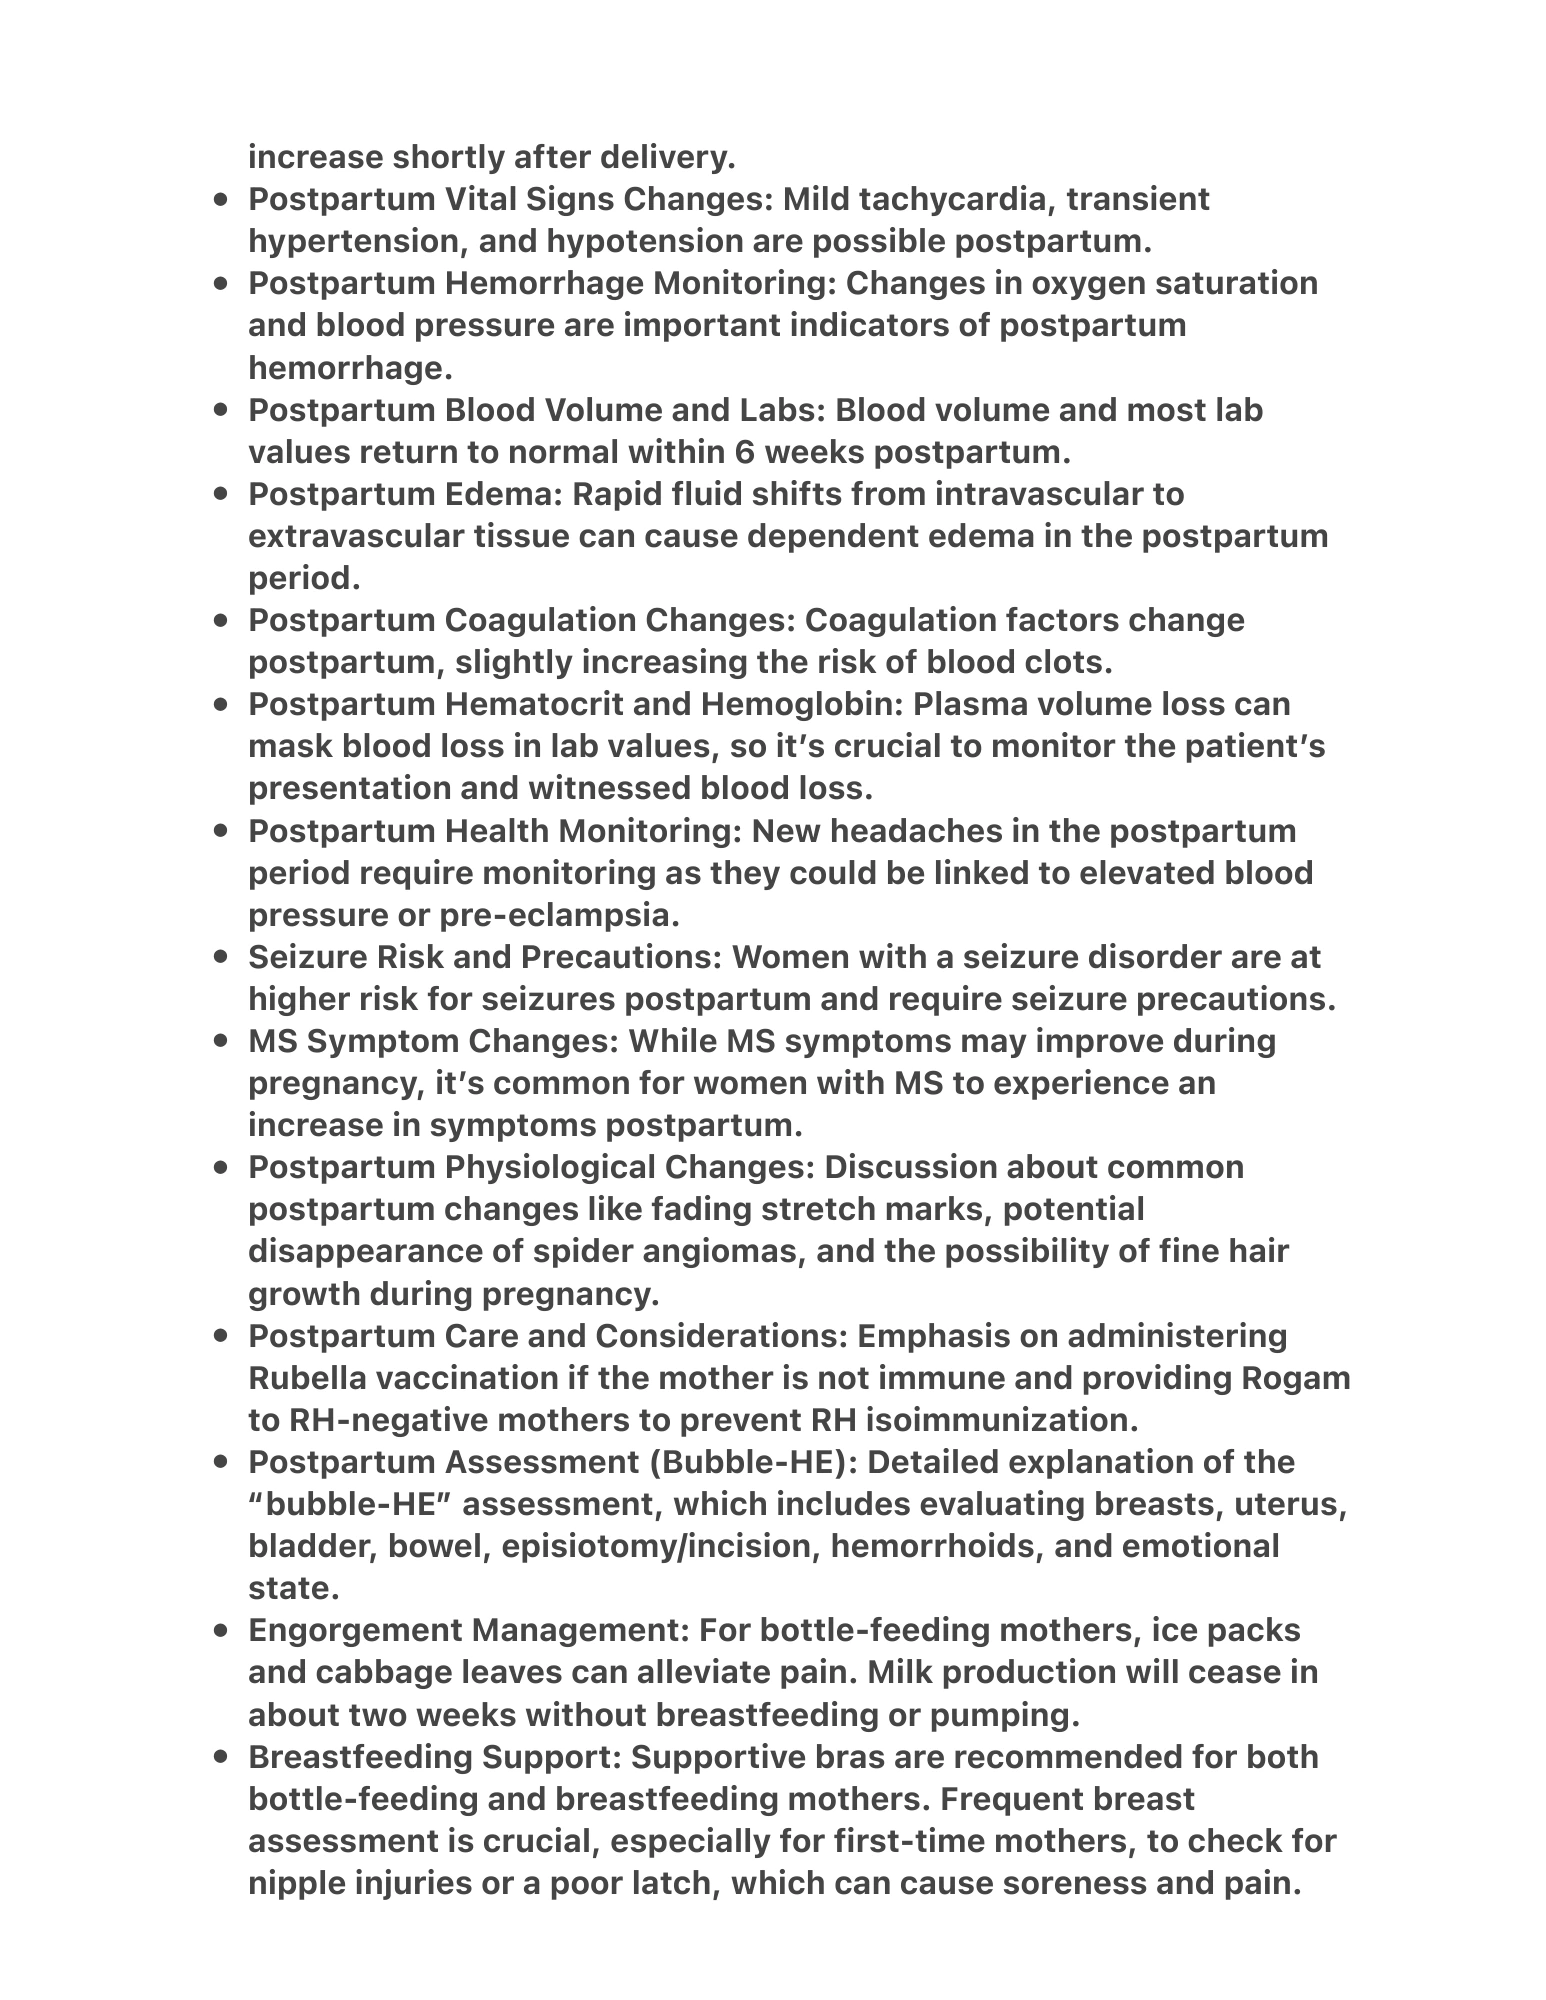 increase shortly after delivery.
• Postpartum Vital Signs Changes: Mild tachycardia, transient
hypertension, and hypotension are possible postpartum.
• Postpartum Hemorrhage Monitoring: Changes in oxygen saturation
and blood pressure are important indicators of postpartum
hemorrhage.
• Postpartum Blood Volume and Labs: Blood volume and most lab
values return to normal within 6 weeks postpartum.
• Postpartum Edema: Rapid fluid shifts from intravascular to
extravascular tissue can cause dependent edema in the postpartum
period.
• Postpartum Coagulation Changes: Coagulation factors change
postpartum, slightly increasing the risk of blood clots.
• Postpartum Hematocrit and Hemoglobin: Plasma volume loss can
mask blood loss in lab values, so it’s crucial to monitor the patient’s
presentation and witnessed blood loss.
• Postpartum Health Monitoring: New headaches in the postpartum
period require monitoring as they could be linked to elevated blood
pressure or pre-eclampsia.
• Seizure Risk and Precautions: Women with a seizure disorder are at
higher risk for seizures postpartum and require seizure precautions.
• MS Symptom Changes: While MS symptoms may improve during
pregnancy, it’s common for women with MS to experience an
increase in symptoms postpartum.
• Postpartum Physiological Changes: Discussion about common
postpartum changes like fading stretch marks, potential
disappearance of spider angiomas, and the possibility of fine hair
growth during pregnancy.
• Postpartum Care and Considerations: Emphasis on administering
Rubella vaccination if the mother is not immune and providing Rogam
to RH-negative mothers to prevent RH isoimmunization.
• Postpartum Assessment (Bubble-HE): Detailed explanation of the
“bubble-HE” assessment, which includes evaluating breasts, uterus,
bladder, bowel, episiotomy/incision, hemorrhoids, and emotional
state.
• Engorgement Management: For bottle-feeding mothers, ice packs
and cabbage leaves can alleviate pain. Milk production will cease in
about two weeks without breastfeeding or pumping.
• Breastfeeding Support: Supportive bras are recommended for both
bottle-feeding and breastfeeding mothers. Frequent breast
assessment is crucial, especially for first-time mothers, to check for
nipple injuries or a poor latch, which can cause soreness and pain.